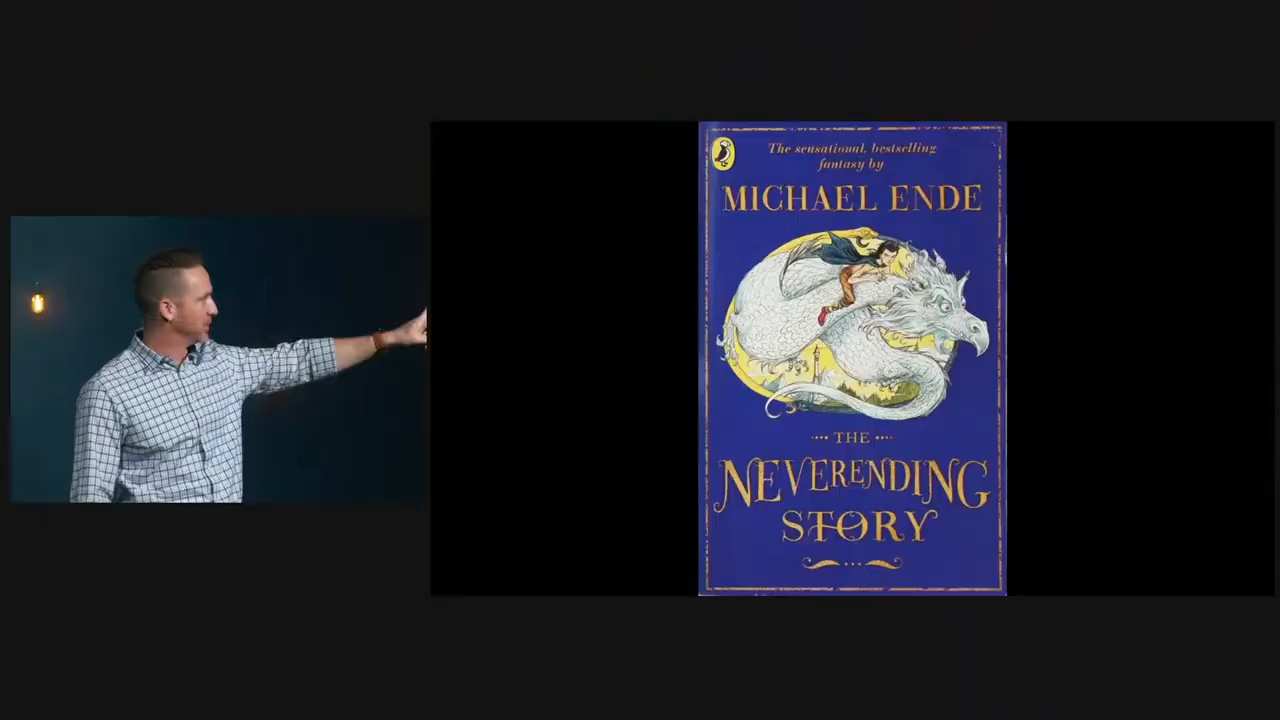 The sensational, bestselling
fantasy by
MICHAEL ENDE
THE
NEVERENDING
STORY